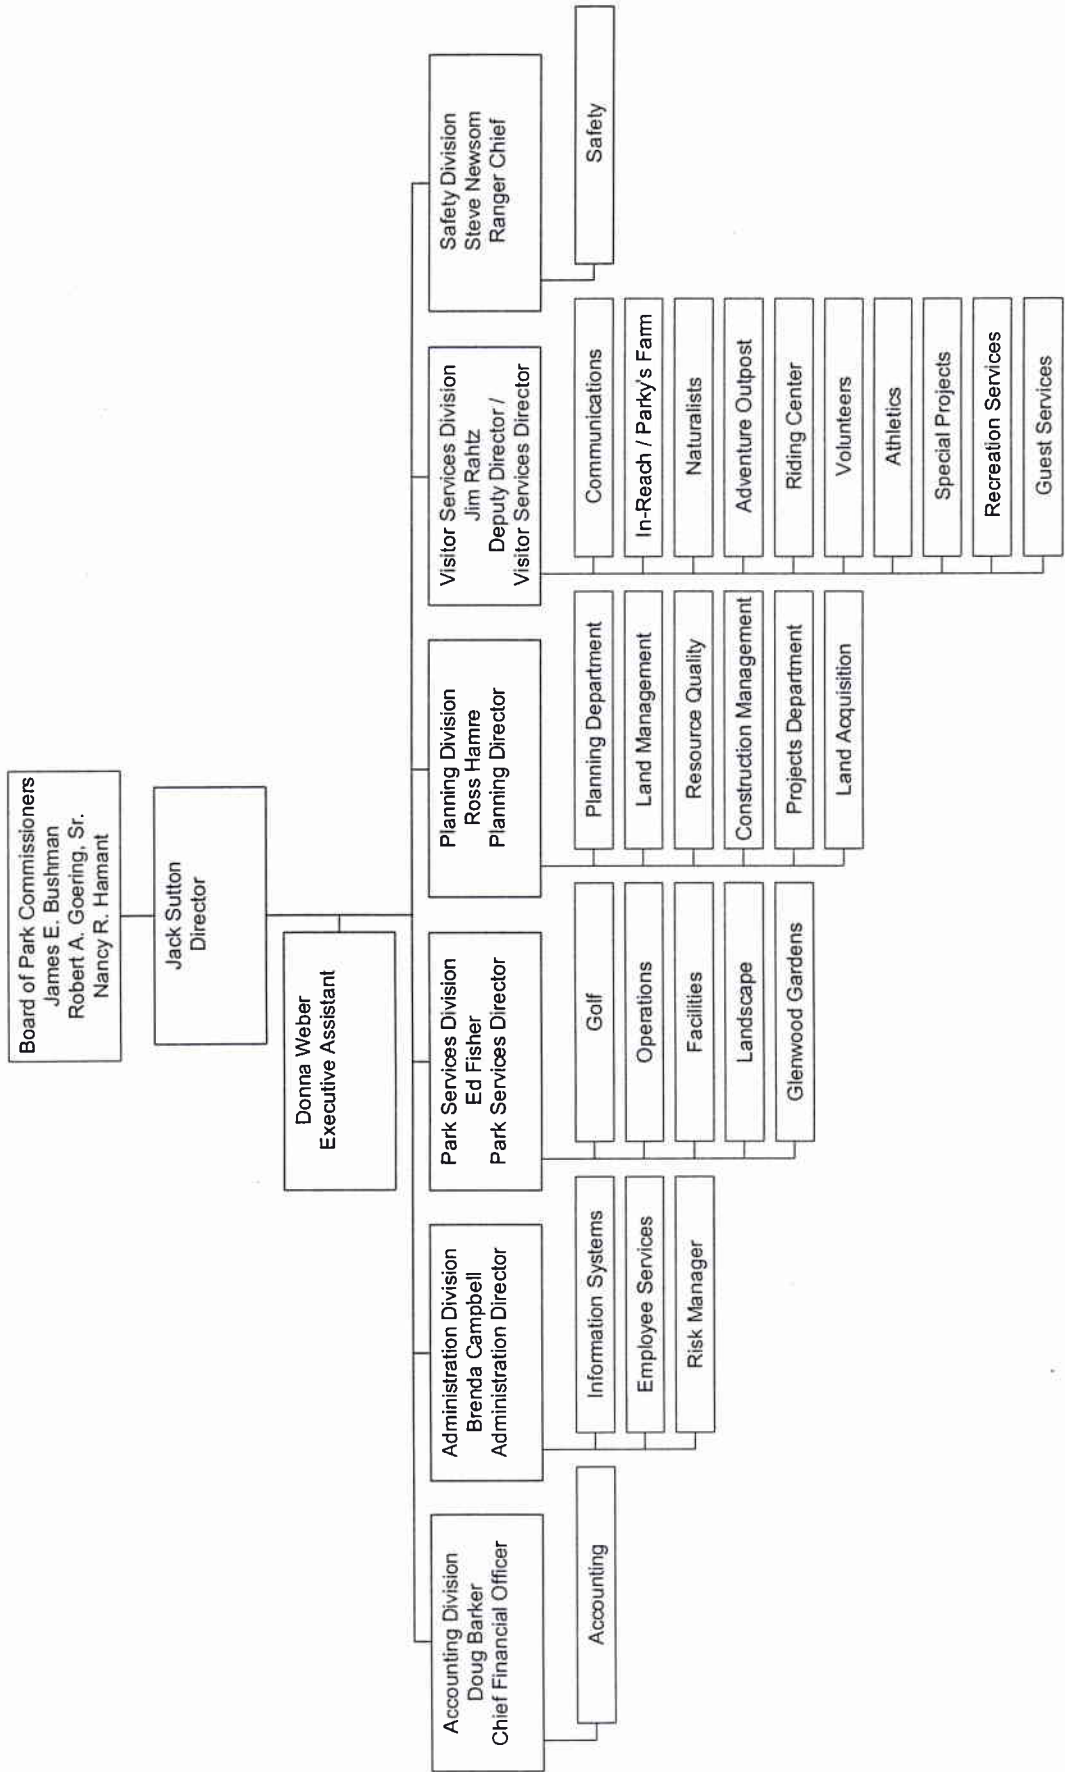 Board of Park Commissioners
James E. Bushman
Robert A. Goering, Sr.
Nancy R. Hamant
Jack Sutton
Director
Donna Weber
Executive Assistant
Accounting Division
Doug Barker
Chief Financial Officer
Accounting
Administration Division
Brenda Campbell
Administration Director
Information Systems
Employee Services
Risk Manager
Park Services Division
Ed Fisher
Park Services Director
Golf
Operations
Facilities
Landscape
Glenwood Gardens
Planning Division
Ross Hamre
Planning Director
Planning Department
Land Management
Resource Quality
Construction Management
Projects Department
Land Acquisition
Visitor Services Division
Jim Rahtz
Deputy Director /
Visitor Services Director
Communications
In-Reach / Parky's Farm
Naturalists
Adventure Outpost
Riding Center
Volunteers
Athletics
Special Projects
Recreation Services
Guest Services
Safety Division
Steve Newsom
Ranger Chief
Safety